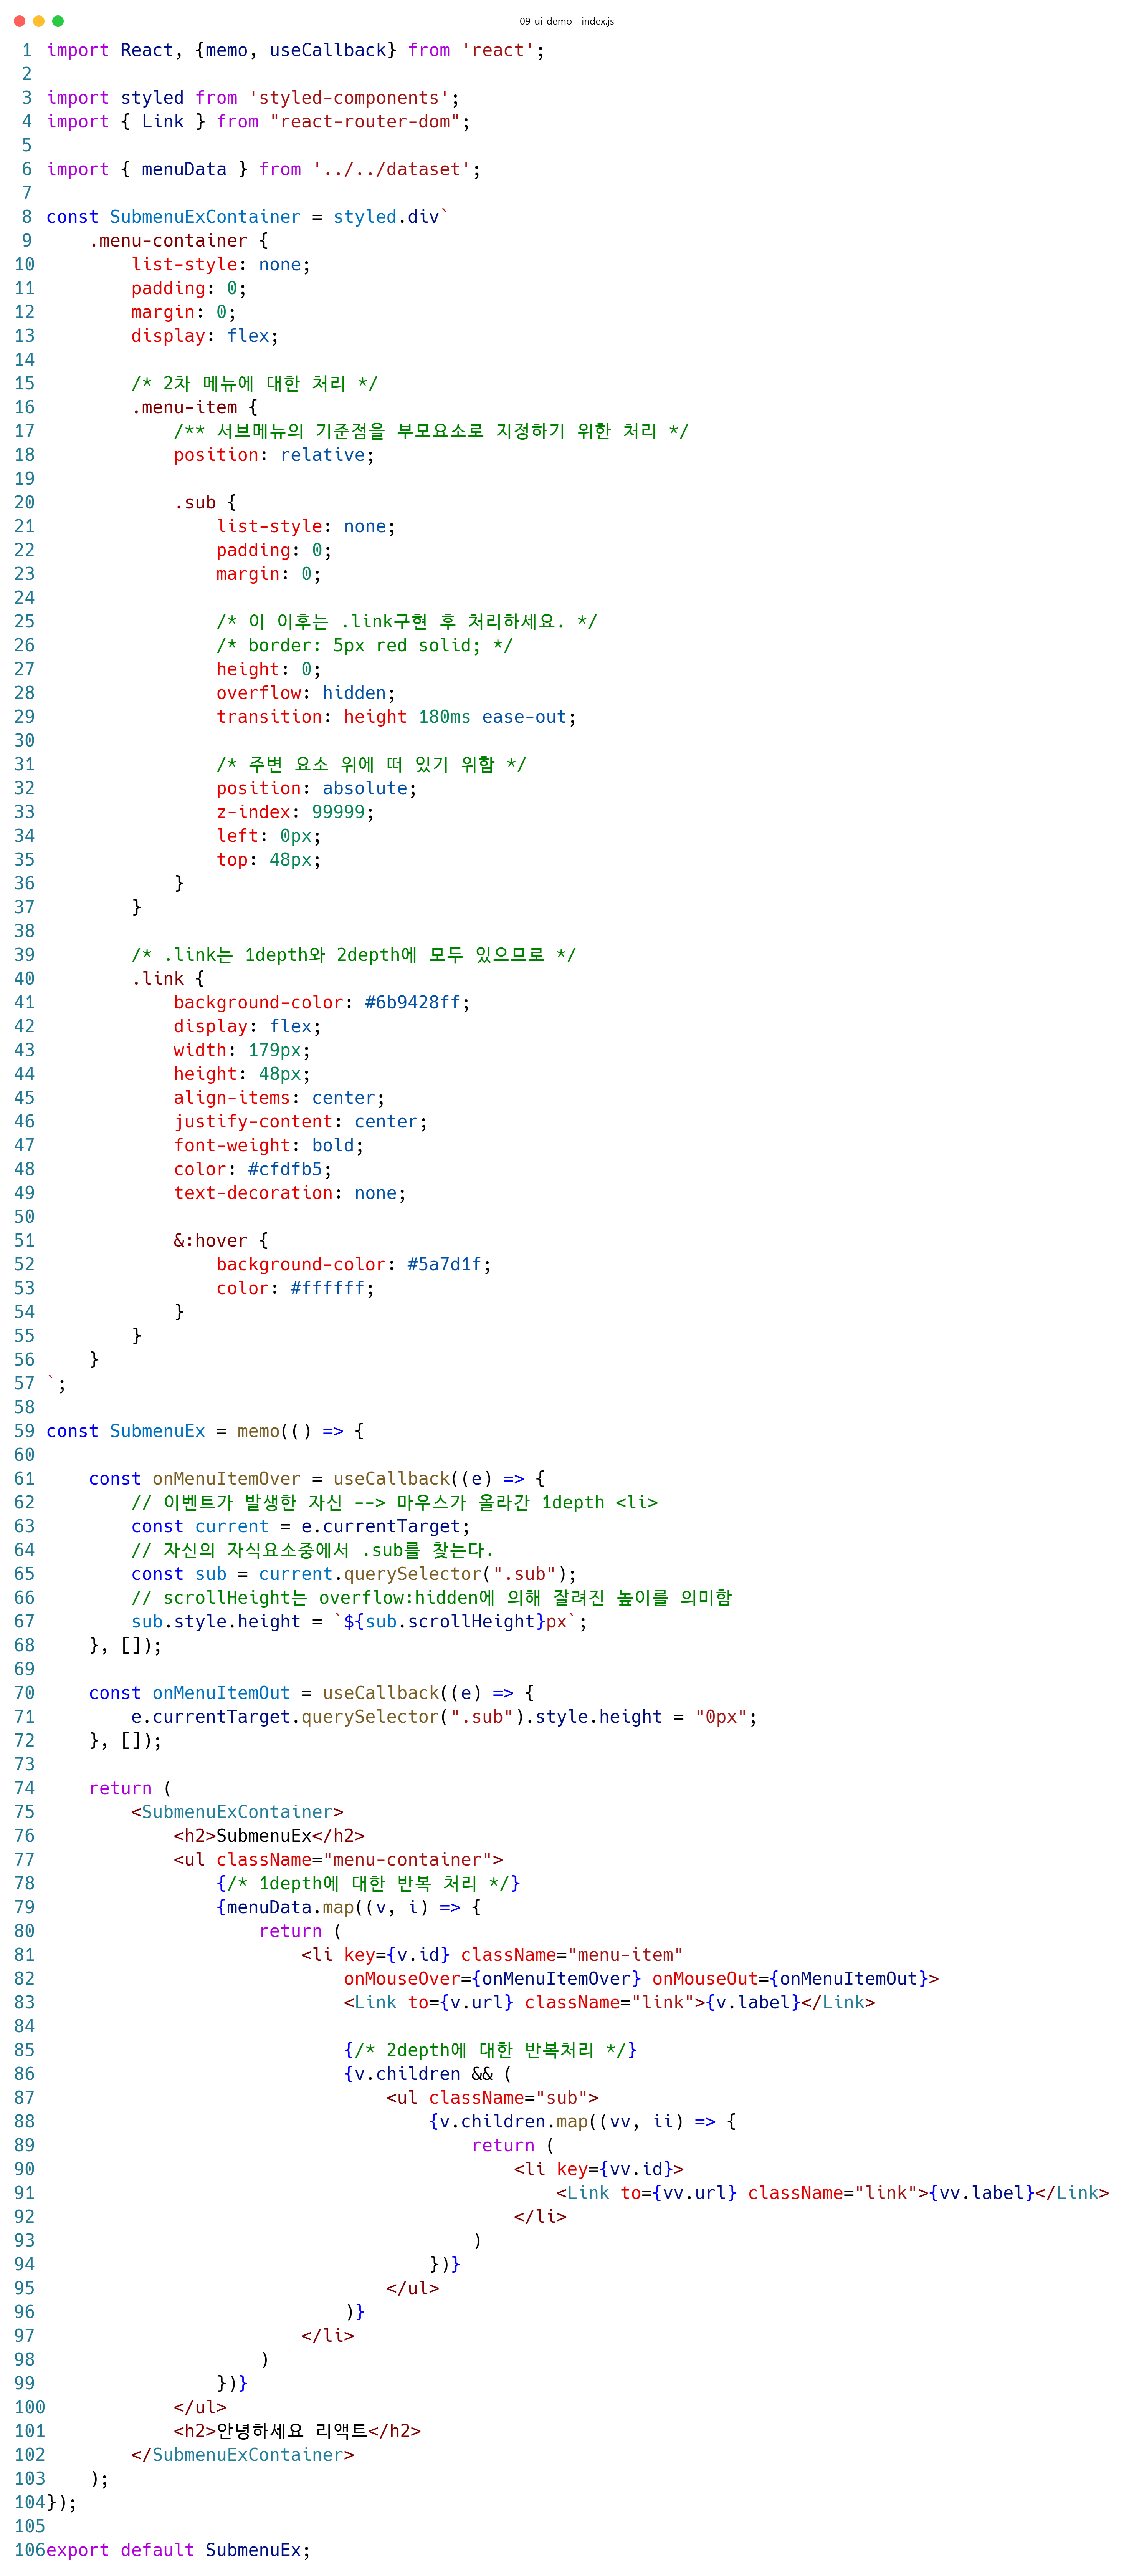 09-ui-demo - index.js
1 import React, {memo, useCallback} from 'react';
2
3 import styled from 'styled-components';
4 import { Link } from "react-router-dom";
5
6 import { menuData } from '../../dataset';
7
8 const SubmenuExContainer = styled.div`
9     .menu-container {
10         list-style: none;
11         padding: 0;
12         margin: 0;
13         display: flex;
14
15         /* 2차 메뉴에 대한 처리 */
16         .menu-item {
17             /** 서브메뉴의 기준점을 부모요소로 지정하기 위한 처리 */
18             position: relative;
19
20             .sub {
21                 list-style: none;
22                 padding: 0;
23                 margin: 0;
24
25                 /* 이 이후는 .link구현 후 처리하세요. */
26                 /* border: 5px red solid; */
27                 height: 0;
28                 overflow: hidden;
29                 transition: height 180ms ease-out;
30
31                 /* 주변 요소 위에 떠 있기 위함 */
32                 position: absolute;
33                 z-index: 99999;
34                 left: 0px;
35                 top: 48px;
36             }
37         }
38
39         /* .link는 1depth와 2depth에 모두 있으므로 */
40         .link {
41             background-color: #6b9428ff;
42             display: flex;
43             width: 179px;
44             height: 48px;
45             align-items: center;
46             justify-content: center;
47             font-weight: bold;
48             color: #cfdfb5;
49             text-decoration: none;
50
51             &:hover {
52                 background-color: #5a7d1f;
53                 color: #ffffff;
54             }
55         }
56     }
57 `;
58
59 const SubmenuEx = memo(() => {
60
61     const onMenuItemOver = useCallback((e) => {
62         // 이벤트가 발생한 자신 --> 마우스가 올라간 1depth <li>
63         const current = e.currentTarget;
64         // 자신의 자식요소중에서 .sub를 찾는다.
65         const sub = current.querySelector(".sub");
66         // scrollHeight는 overflow:hidden에 의해 잘려진 높이를 의미함
67         sub.style.height = `${sub.scrollHeight}px`;
68     }, []);
69
70     const onMenuItemOut = useCallback((e) => {
71         e.currentTarget.querySelector(".sub").style.height = "0px";
72     }, []);
73
74     return (
75         <SubmenuExContainer>
76             <h2>SubmenuEx</h2>
77             <ul className="menu-container">
78                 {/* 1depth에 대한 반복 처리 */}
79                 {menuData.map((v, i) => {
80                     return (
81                         <li key={v.id} className="menu-item"
82                             onMouseOver={onMenuItemOver} onMouseOut={onMenuItemOut}>
83                             <Link to={v.url} className="link">{v.label}</Link>
84
85                             {/* 2depth에 대한 반복처리 */}
86                             {v.children && (
87                                 <ul className="sub">
88                                     {v.children.map((vv, ii) => {
89                                         return (
90                                             <li key={vv.id}>
91                                                 <Link to={vv.url} className="link">{vv.label}</Link>
92                                             </li>
93                                         )
94                                     })}
95                                 </ul>
96                             )}
97                         </li>
98                     )
99                 })}
100             </ul>
101             <h2>안녕하세요 리액트</h2>
102         </SubmenuExContainer>
103     );
104 });
105
106 export default SubmenuEx;